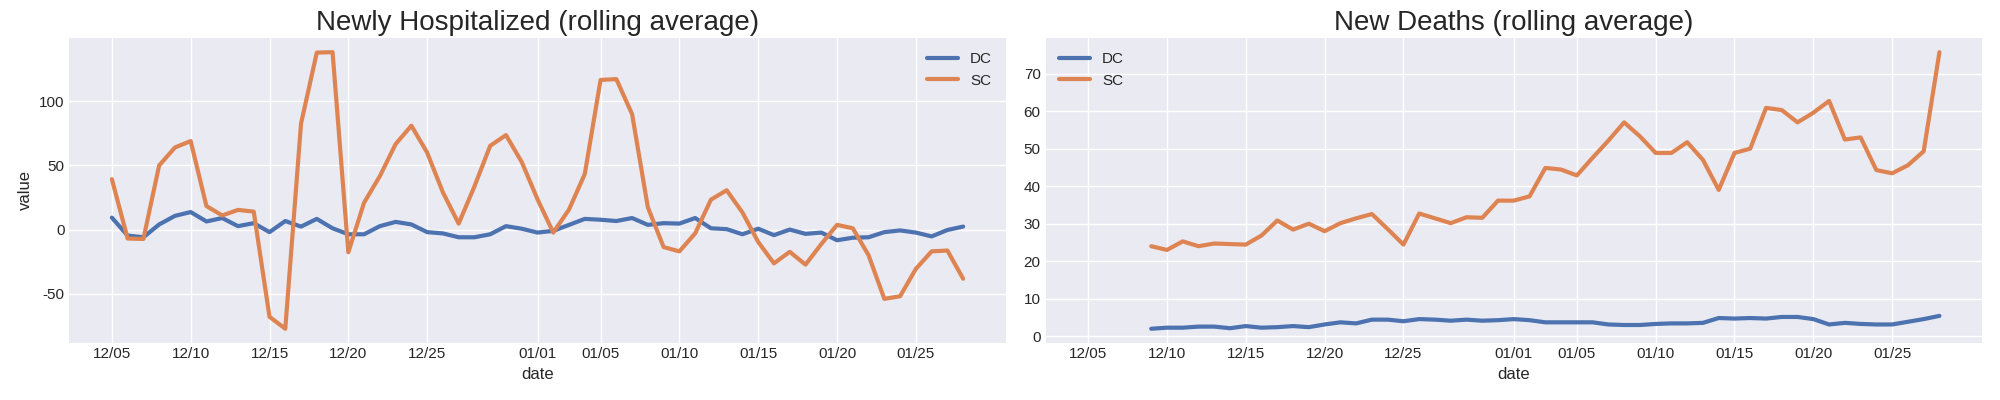 Newly Hospitalized (rolling average)
DC
SC
100
50
0
-50
value
12/05 12/10 12/15 12/20 12/25 01/01 01/05 01/10 01/15 01/20 01/25
date
New Deaths (rolling average)
DC
SC
70
60
50
40
30
20
10
0
12/05 12/10 12/15 12/20 12/25 01/01 01/05 01/10 01/15 01/20 01/25
date